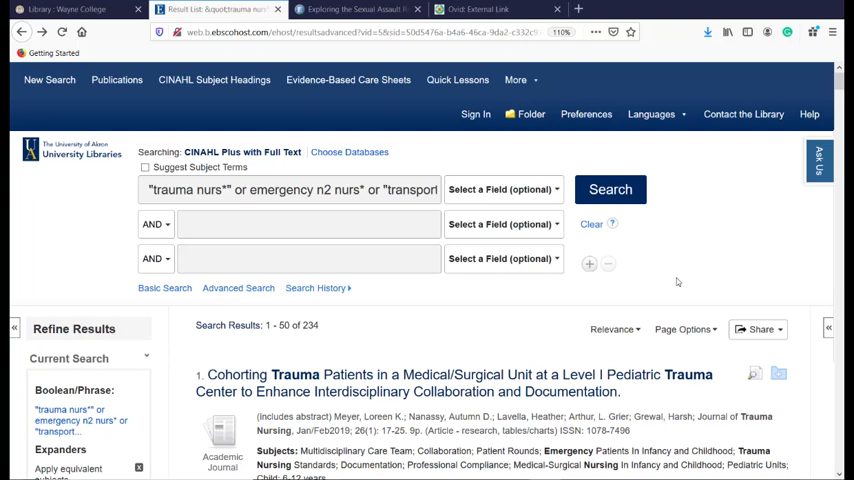 Library : Wayne College
Result List: &quot;trauma nurs*
Exploring the Sexual Assault R
Ovid: External Link
web.b.ebscohost.com/ehost/resultsadvanced?vid=5&sid=50d5476a-b4a6-46ca-9da2-c332c9
110%
Getting Started
New Search Publications CINAHL Subject Headings Evidence-Based Care Sheets Quick Lessons More
Sign In Folder Preferences Languages Contact the Library Help
The University of Akron
University Libraries
Searching: CINAHL Plus with Full Text Choose Databases
Suggest Subject Terms
Ask Us
"trauma nurs*" or emergency n2 nurs* or "transport Select a Field (optional) Search
AND Select a Field (optional) Clear ?
AND Select a Field (optional)
Basic Search Advanced Search Search History
Refine Results
Current Search
Boolean/Phrase:
"trauma nurs*" or
emergency n2 nurs* or
"transport...
Expanders
Apply equivalent
subjects
Search Results: 1 - 50 of 234
Relevance Page Options Share
1. Cohorting Trauma Patients in a Medical/Surgical Unit at a Level I Pediatric Trauma
Center to Enhance Interdisciplinary Collaboration and Documentation.
Academic
Journal
(includes abstract) Meyer, Loreen K.; Nanassy, Autumn D.; Lavella, Heather; Arthur, L. Grier; Grewal, Harsh; Journal of Trauma
Nursing, Jan/Feb2019; 26(1): 17-25. 9p. (Article - research, tables/charts) ISSN: 1078-7496
Subjects: Multidisciplinary Care Team; Collaboration; Patient Rounds; Emergency Patients In Infancy and Childhood; Trauma
Nursing Standards; Documentation; Professional Compliance; Medical-Surgical Nursing In Infancy and Childhood; Pediatric Units;
Child: 6-12 years